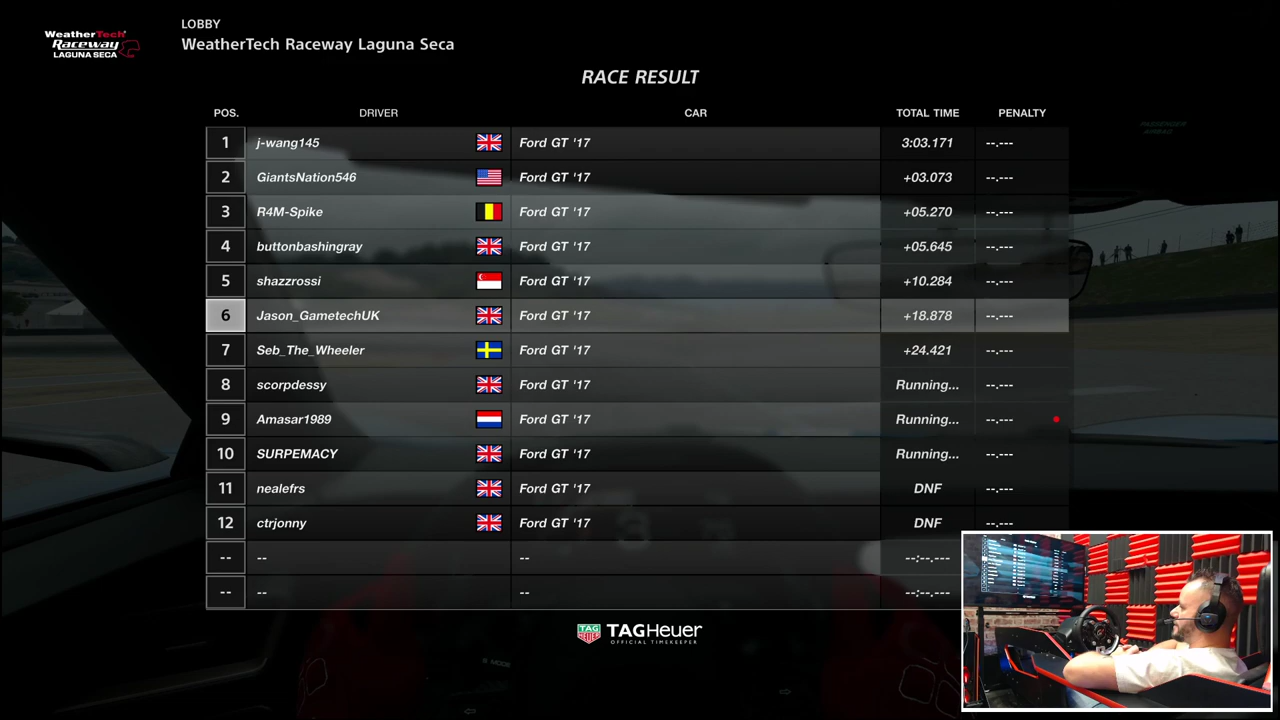 LOBBY
WeatherTech Raceway Laguna Seca
WeatherTech
Raceway
LAGUNA SECA
RACE RESULT
POS. DRIVER CAR TOTAL TIME PENALTY
1 j-wang145 Ford GT '17 3:03.171 --.---
2 GiantsNation546 Ford GT '17 +03.073 --.---
3 R4M-Spike Ford GT '17 +05.270 --.---
4 buttonbashingray Ford GT '17 +05.645 --.---
5 shazzrossi Ford GT '17 +10.284 --.---
6 Jason_GametechUK Ford GT '17 +18.878 --.---
7 Seb_The_Wheeler Ford GT '17 +24.421 --.---
8 scorpdessy Ford GT '17 Running... --.---
9 Amasar1989 Ford GT '17 Running... --.---
10 SURPEMACY Ford GT '17 Running... --.---
11 nealefrs Ford GT '17 DNF --.---
12 ctrjonny Ford GT '17 DNF --.---
-- -- -- --:--.---
-- -- -- --:--.---
TAG HEUER TAGHeuer
OFFICIAL TIMEKEEPER
PASSENGER
AIRBAG
MODE